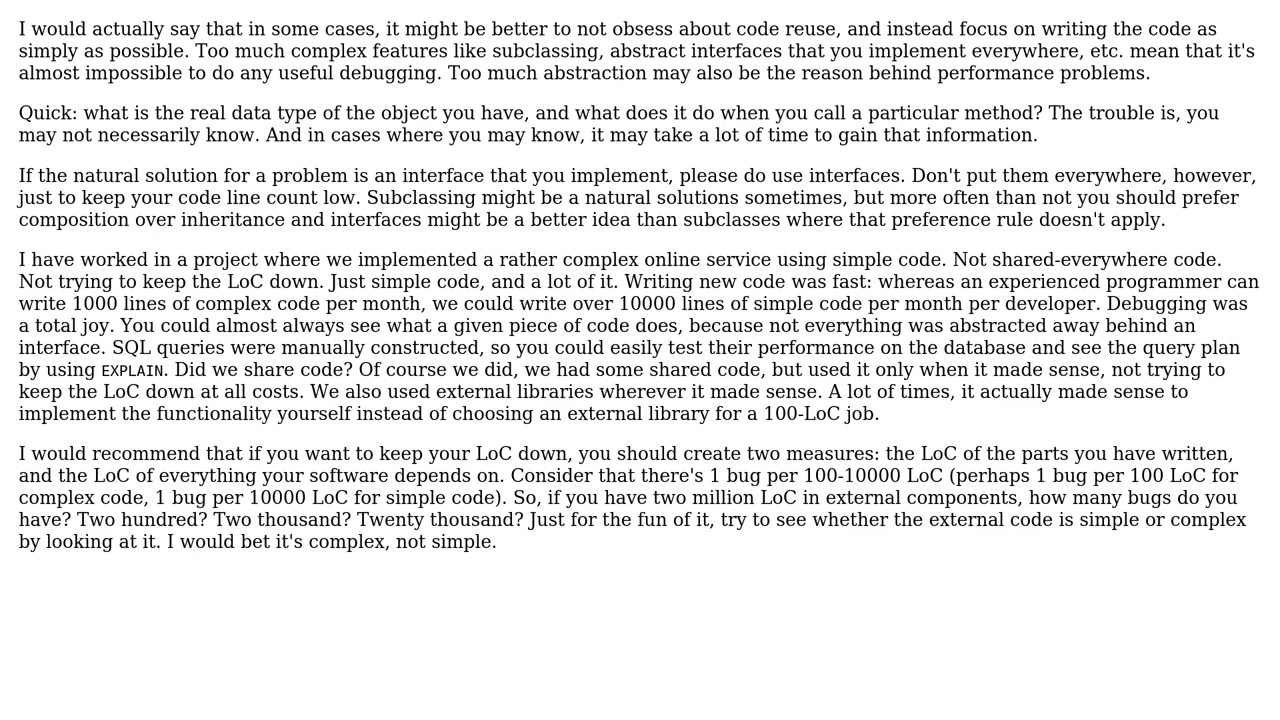 I would actually say that in some cases, it might be better to not obsess about code reuse, and instead focus on writing the code as
simply as possible. Too much complex features like subclassing, abstract interfaces that you implement everywhere, etc. mean that it's
almost impossible to do any useful debugging. Too much abstraction may also be the reason behind performance problems.
Quick: what is the real data type of the object you have, and what does it do when you call a particular method? The trouble is, you
may not necessarily know. And in cases where you may know, it may take a lot of time to gain that information.
If the natural solution for a problem is an interface that you implement, please do use interfaces. Don't put them everywhere, however,
just to keep your code line count low. Subclassing might be a natural solutions sometimes, but more often than not you should prefer
composition over inheritance and interfaces might be a better idea than subclasses where that preference rule doesn't apply.
I have worked in a project where we implemented a rather complex online service using simple code. Not shared-everywhere code.
Not trying to keep the LoC down. Just simple code, and a lot of it. Writing new code was fast: whereas an experienced programmer can
write 1000 lines of complex code per month, we could write over 10000 lines of simple code per month per developer. Debugging was
a total joy. You could almost always see what a given piece of code does, because not everything was abstracted away behind an
interface. SQL queries were manually constructed, so you could easily test their performance on the database and see the query plan
by using EXPLAIN. Did we share code? Of course we did, we had some shared code, but used it only when it made sense, not trying to
keep the LoC down at all costs. We also used external libraries wherever it made sense. A lot of times, it actually made sense to
implement the functionality yourself instead of choosing an external library for a 100-LoC job.
I would recommend that if you want to keep your LoC down, you should create two measures: the LoC of the parts you have written,
and the LoC of everything your software depends on. Consider that there's 1 bug per 100-10000 LoC (perhaps 1 bug per 100 LoC for
complex code, 1 bug per 10000 LoC for simple code). So, if you have two million LoC in external components, how many bugs do you
have? Two hundred? Two thousand? Twenty thousand? Just for the fun of it, try to see whether the external code is simple or complex
by looking at it. I would bet it's complex, not simple.